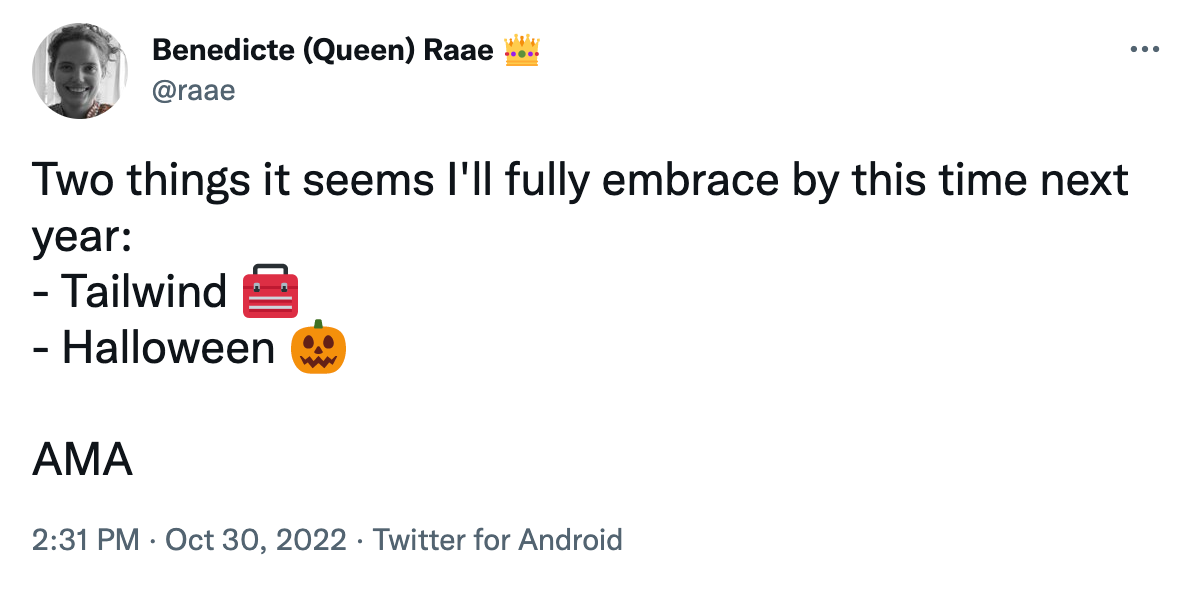 Benedicte (Queen) Raae 👑
@raae
Two things it seems I'll fully embrace by this time next
year:
- Tailwind 🧰
- Halloween 🎃
AMA
2:31 PM · Oct 30, 2022 · Twitter for Android